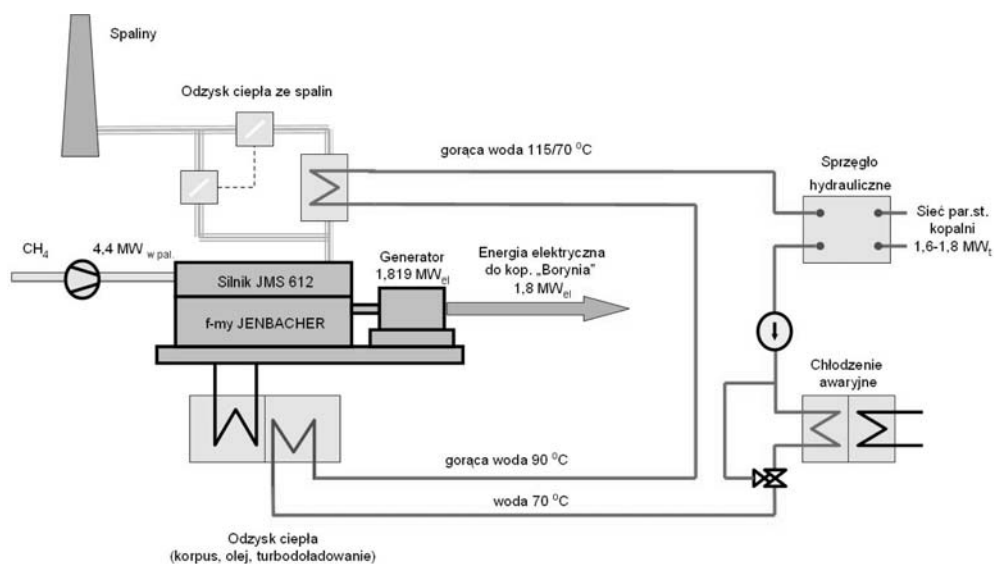 Spaliny
Odzysk ciepła ze spalin
gorąca woda 115/70 °C
Sprzęgło
hydrauliczne
Sieć par.st.
kopalni
1,6-1,8 MWt
CH4
4,4 MW w pal.
Silnik JMS 612
f-my JENBACHER
Generator
1,819 MWel
Energia elektryczna
do kop. „Borynia”
1,8 MWel
Chłodzenie
awaryjne
gorąca woda 90 °C
woda 70 °C
Odzysk ciepła
(korpus, olej, turbodoładowanie)